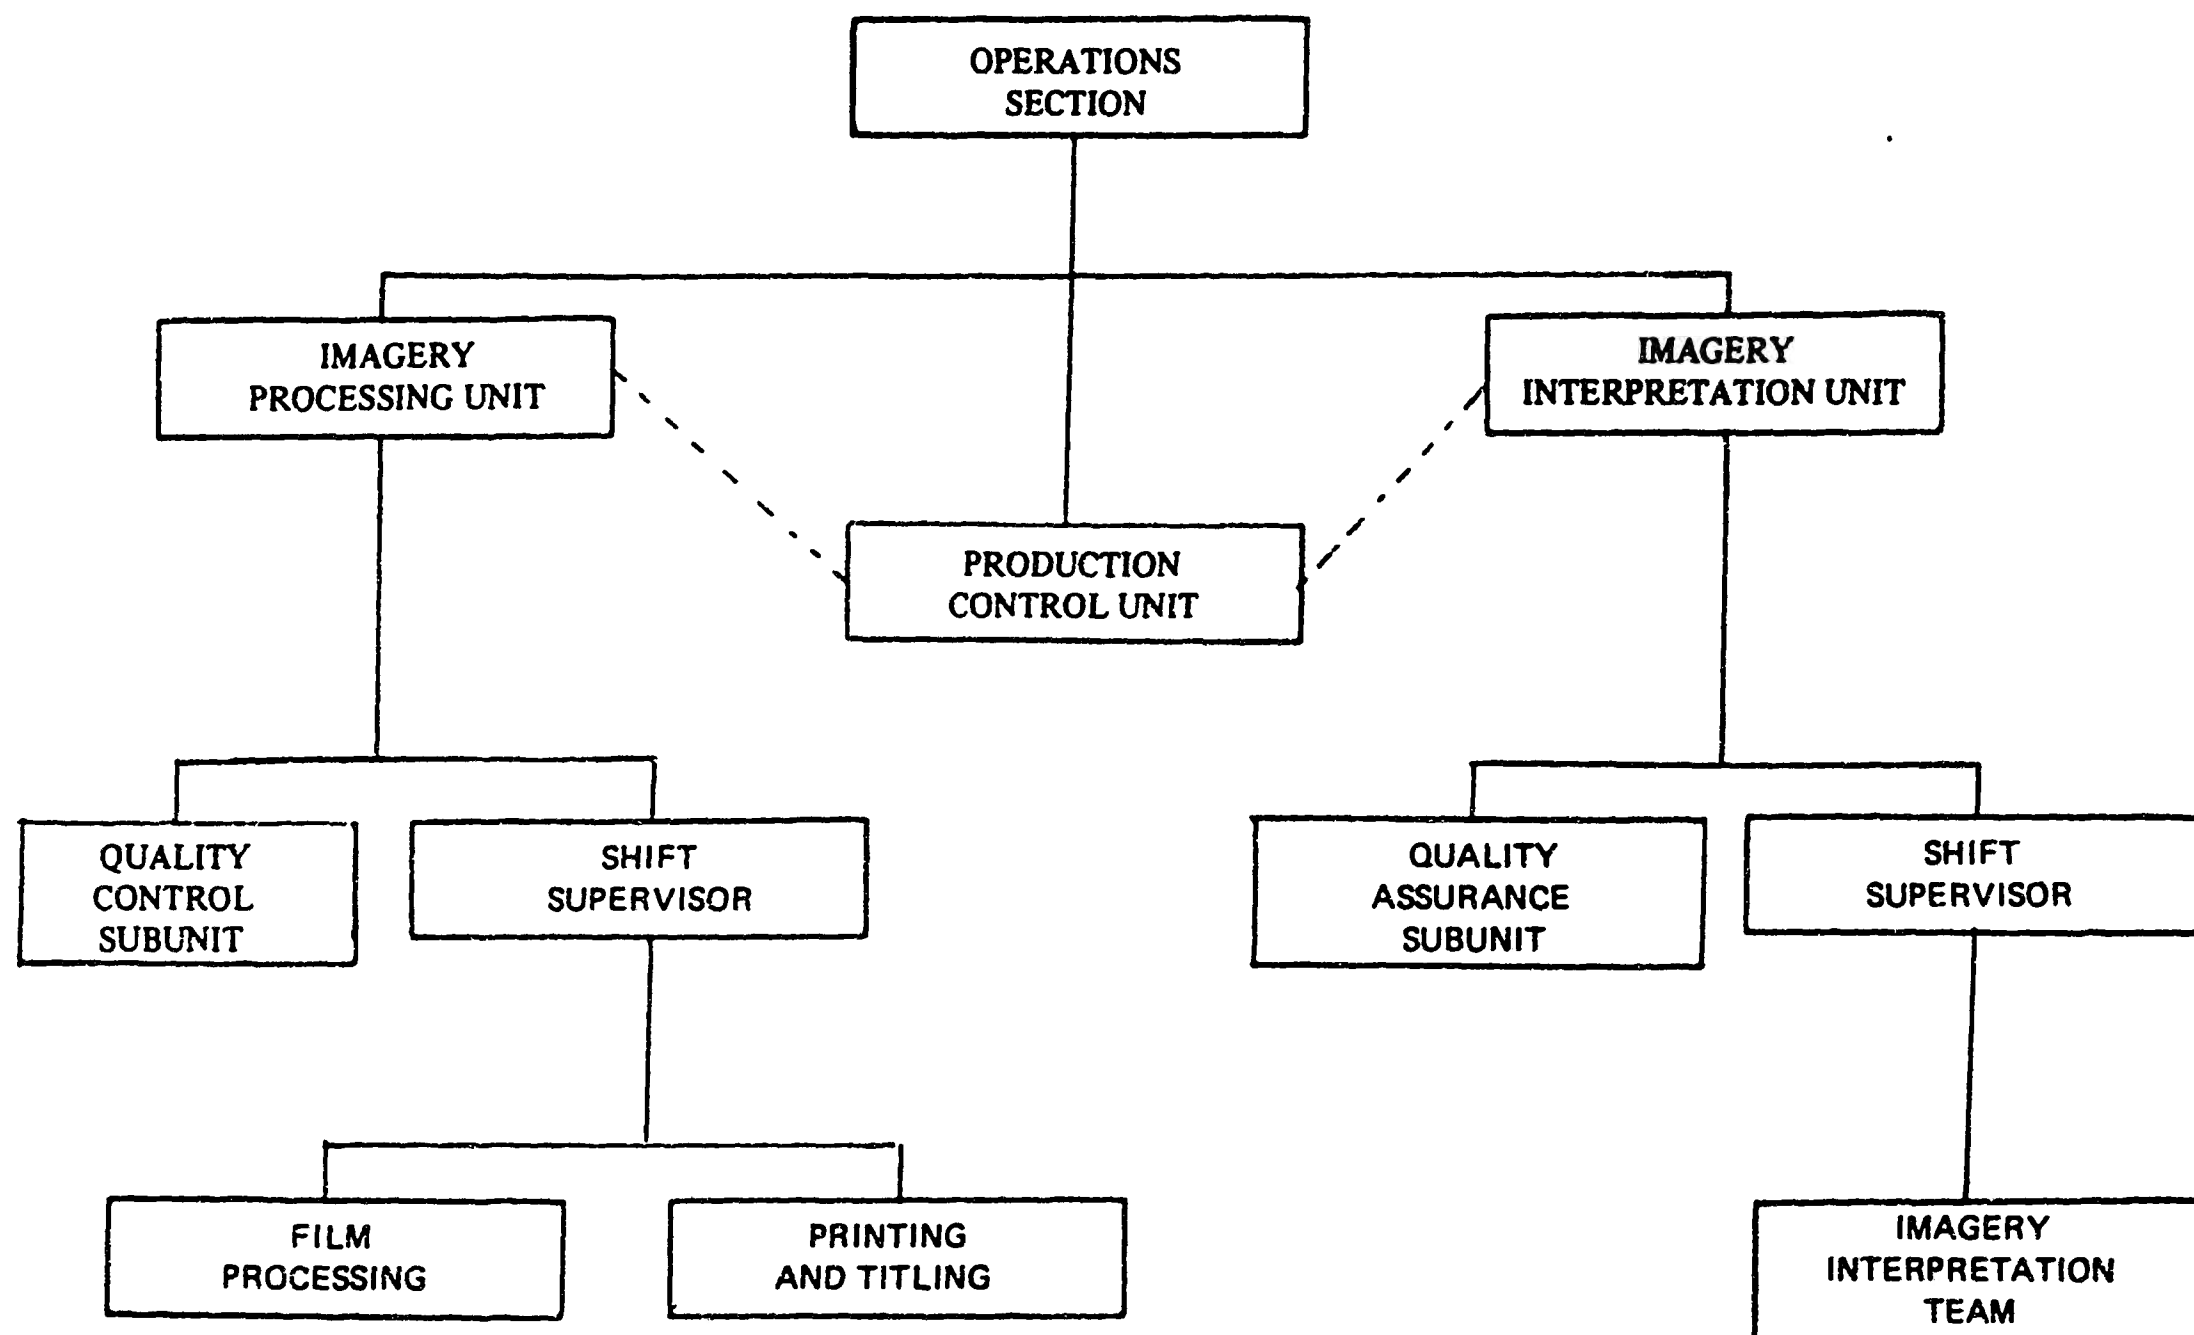 OPERATIONS
SECTION
IMAGERY
PROCESSING UNIT
IMAGERY
INTERPRETATION UNIT
PRODUCTION
CONTROL UNIT
QUALITY
CONTROL
SUBUNIT
SHIFT
SUPERVISOR
QUALITY
ASSURANCE
SUBUNIT
SHIFT
SUPERVISOR
FILM
PROCESSING
PRINTING
AND TITLING
IMAGERY
INTERPRETATION
TEAM